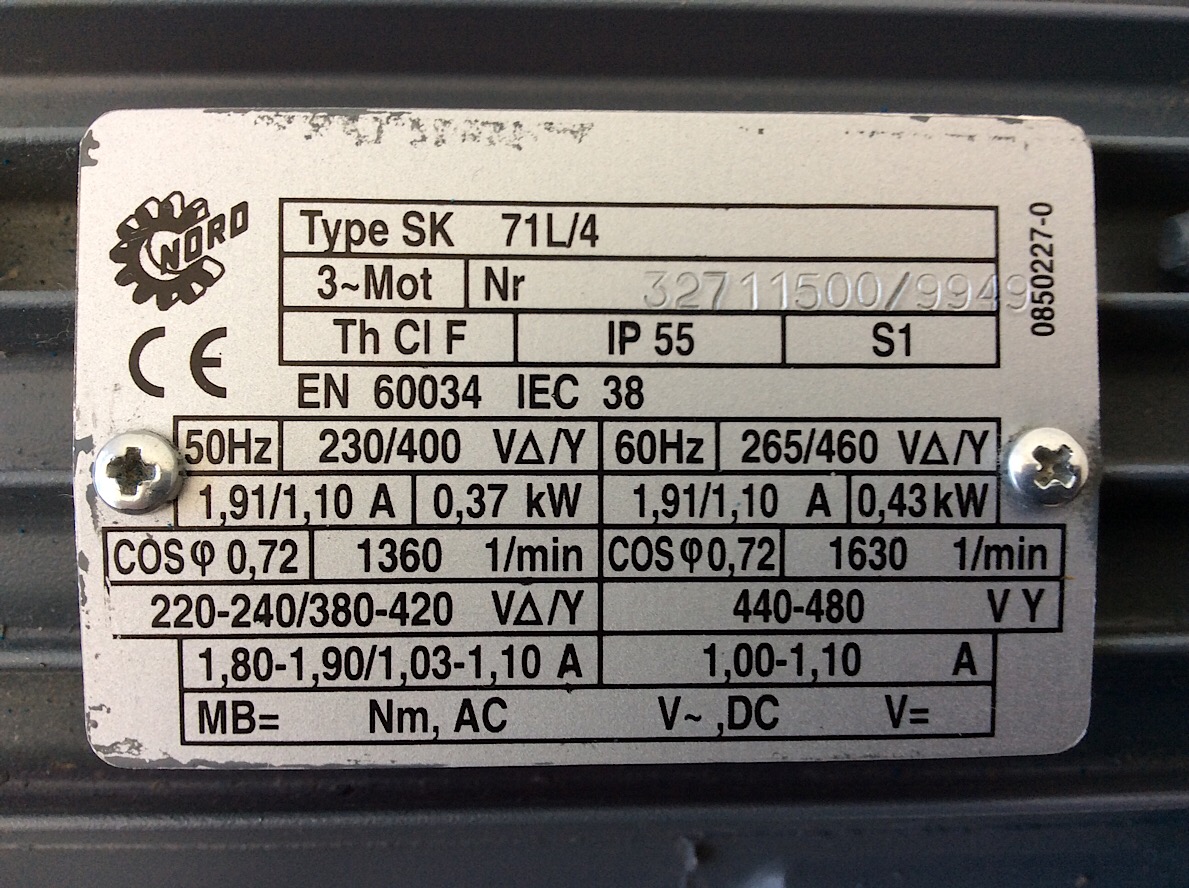 NORD
Type SK 71L/4
3~Mot Nr 32711500/9949
0850227-0
Th Cl F IP 55 S1
CE
EN 60034 IEC 38
50Hz 230/400 VΔ/Y 60Hz 265/460 VΔ/Y
1,91/1,10 A 0,37 kW 1,91/1,10 A 0,43 kW
COSφ 0,72 1360 1/min COSφ 0,72 1630 1/min
220-240/380-420 VΔ/Y 440-480 V Y
1,80-1,90/1,03-1,10 A 1,00-1,10 A
MB= Nm, AC V~ ,DC V=